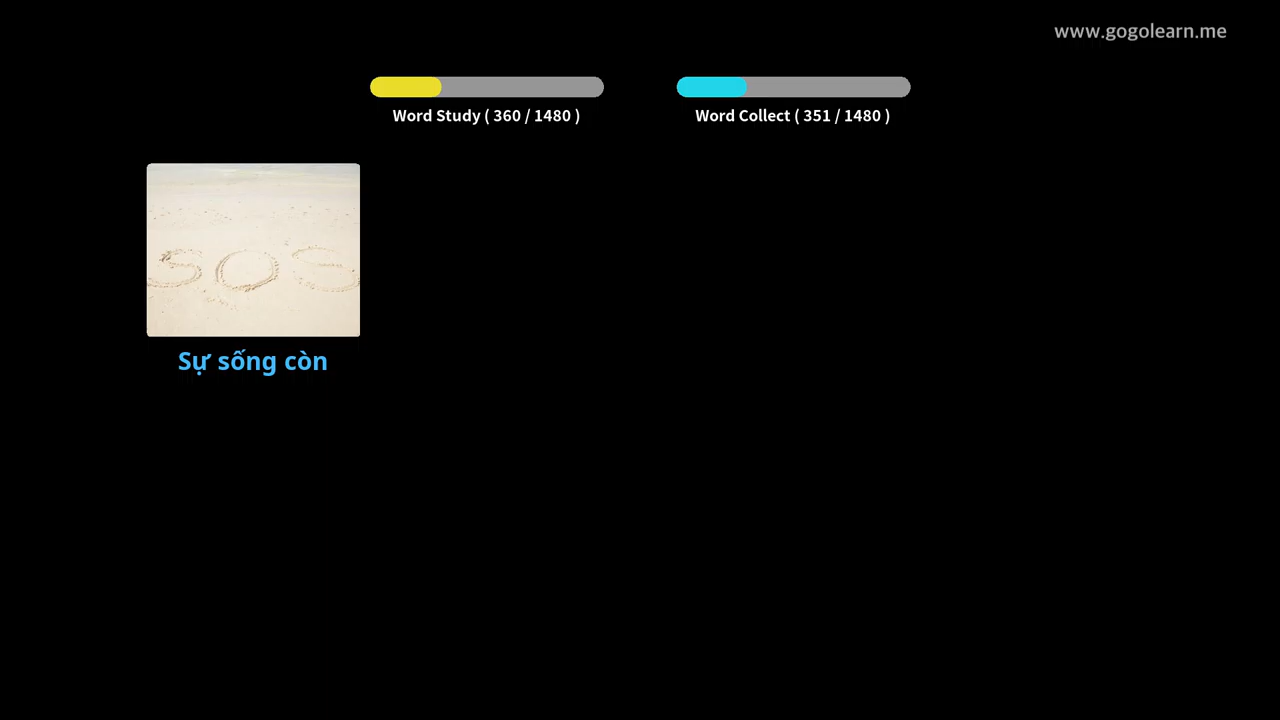 www.gogolearn.me
Word Study ( 360 / 1480 )
Word Collect ( 351 / 1480 )
SOS
Sự sống còn